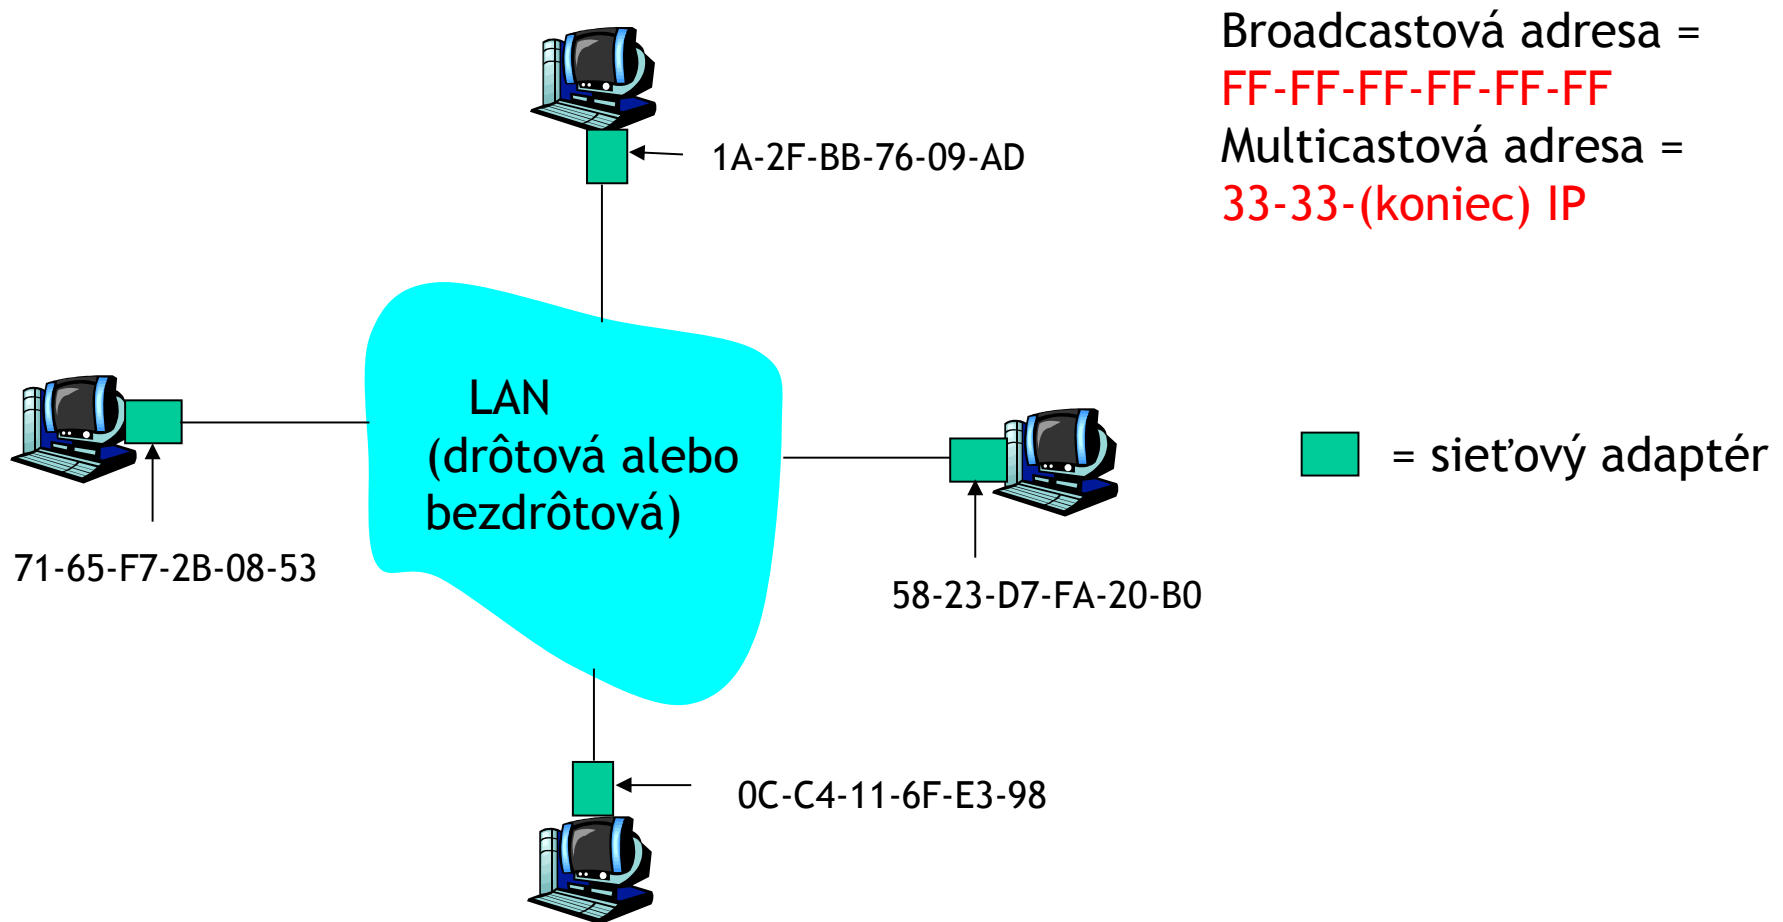 Broadcastová adresa =
FF-FF-FF-FF-FF-FF
Multicastová adresa =
33-33-(koniec) IP
1A-2F-BB-76-09-AD
LAN
(drôtová alebo
bezdrôtová)
= sieťový adaptér
71-65-F7-2B-08-53
58-23-D7-FA-20-B0
0C-C4-11-6F-E3-98